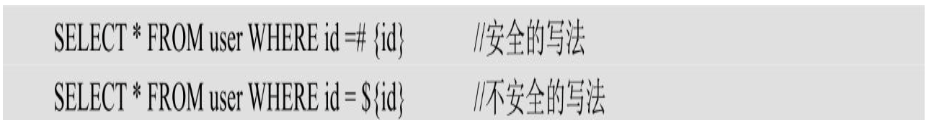 SELECT * FROM user WHERE id =# {id} //安全的写法
SELECT * FROM user WHERE id = ${id} //不安全的写法